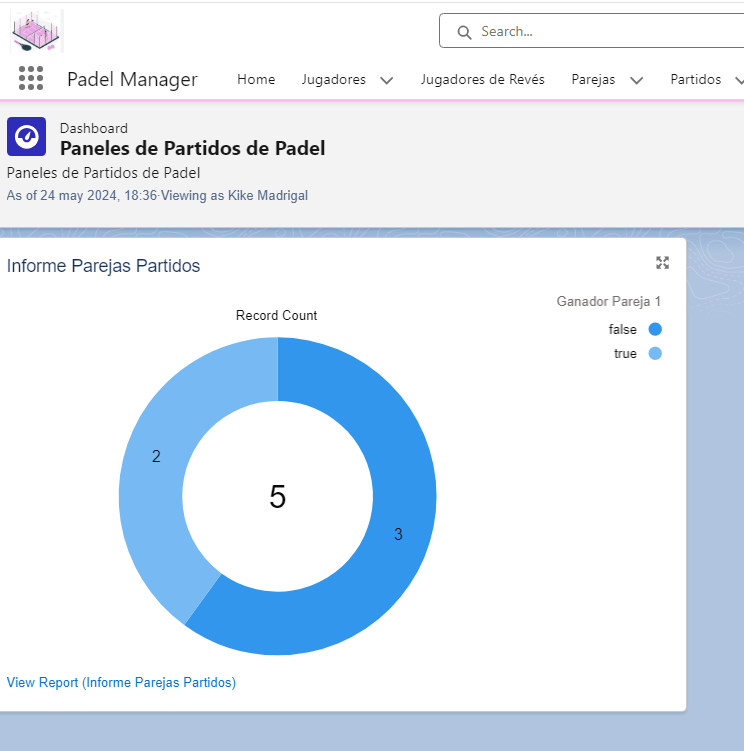 Search...
Padel Manager
Home
Jugadores
Jugadores de Revés
Parejas
Partidos
Dashboard
Paneles de Partidos de Padel
Paneles de Partidos de Padel
As of 24 may 2024, 18:36·Viewing as Kike Madrigal
Informe Parejas Partidos
Ganador Pareja 1
false
true
Record Count
2
5
3
View Report (Informe Parejas Partidos)